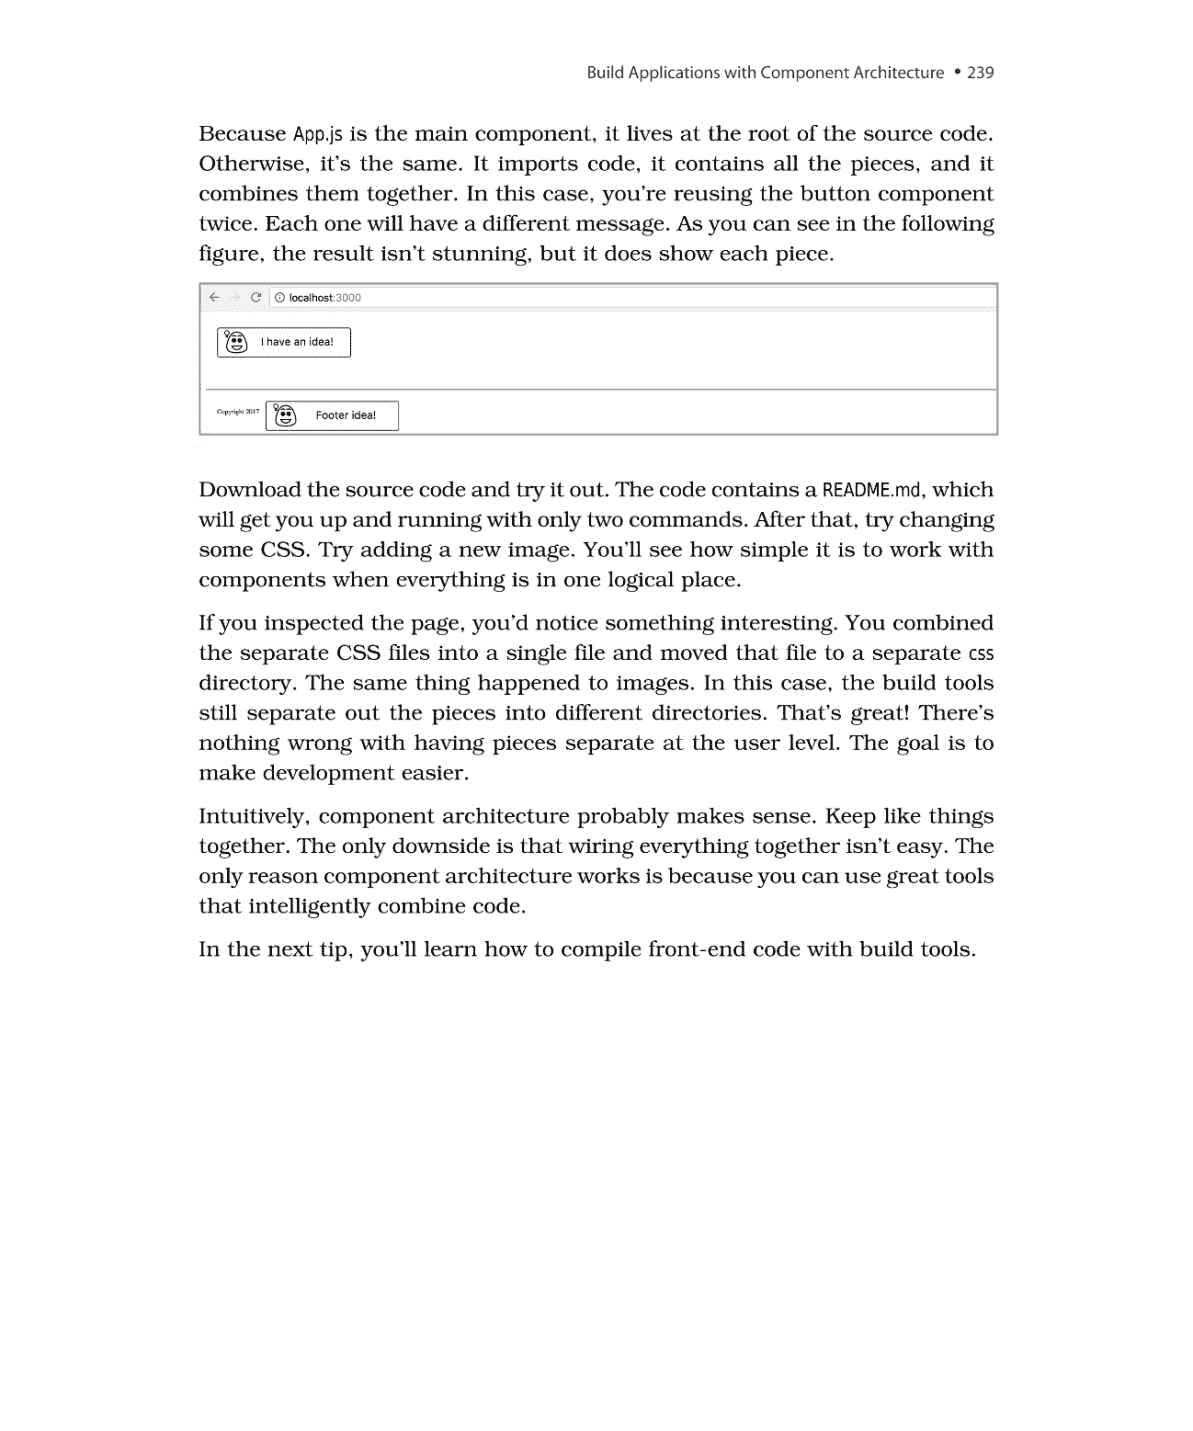 Build Applications with Component Architecture • 239
Because App.js is the main component, it lives at the root of the source code.
Otherwise, it's the same. It imports code, it contains all the pieces, and it
combines them together. In this case, you're reusing the button component
twice. Each one will have a different message. As you can see in the following
figure, the result isn't stunning, but it does show each piece.
localhost:3000
I have an idea!
Copyright 2017 Footer idea!
Download the source code and try it out. The code contains a README.md, which
will get you up and running with only two commands. After that, try changing
some CSS. Try adding a new image. You'll see how simple it is to work with
components when everything is in one logical place.
If you inspected the page, you'd notice something interesting. You combined
the separate CSS files into a single file and moved that file to a separate css
directory. The same thing happened to images. In this case, the build tools
still separate out the pieces into different directories. That's great! There's
nothing wrong with having pieces separate at the user level. The goal is to
make development easier.
Intuitively, component architecture probably makes sense. Keep like things
together. The only downside is that wiring everything together isn't easy. The
only reason component architecture works is because you can use great tools
that intelligently combine code.
In the next tip, you'll learn how to compile front-end code with build tools.